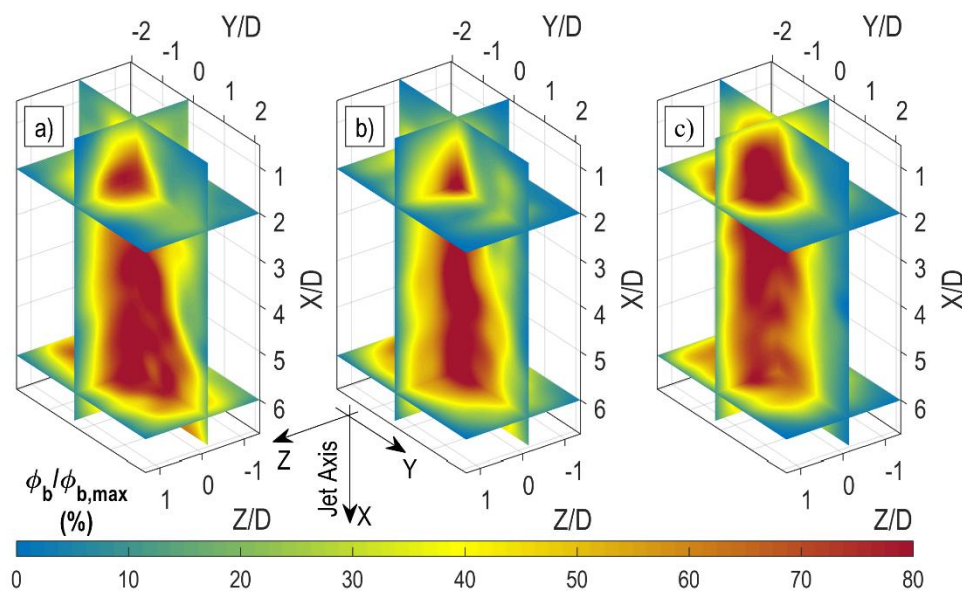 Y/D Y/D Y/D
-2 -1 0 1 2
-2 -1 0 1 2
-2 -1 0 1 2
a) b) c)
1 2 3 4 5 6
X/D
1 2 3 4 5 6
X/D
1 2 3 4 5 6
X/D
Z
Y
X
Jet Axis
1 0 -1
Z/D
1 0 -1
Z/D
1 0 -1
Z/D
ϕb/ϕb,max
(%)
0 10 20 30 40 50 60 70 80